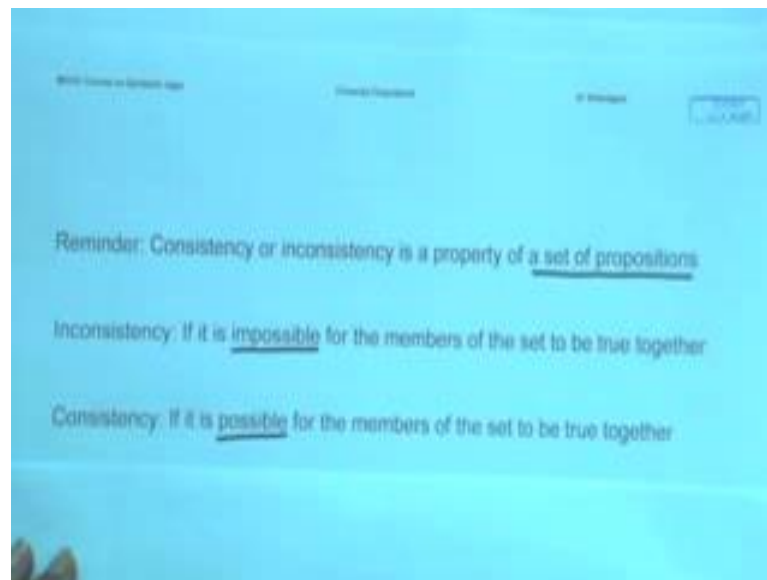 Reminder: Consistency or inconsistency is a property of a set of propositions
Inconsistency: If it is impossible for the members of the set to be true together
Consistency: If it is possible for the members of the set to be true together